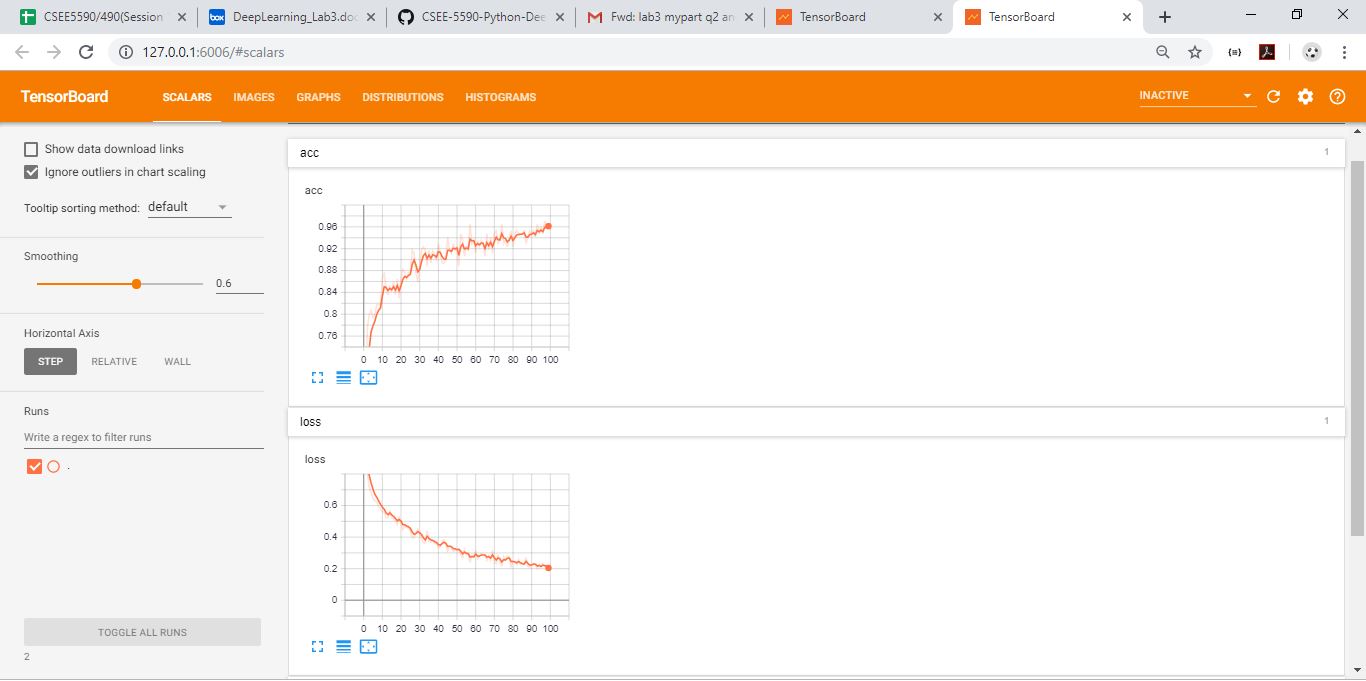 CSEE5590/490(Session
DeepLearning_Lab3.doc
CSEE-5590-Python-Dee
Fwd: lab3 mypart q2 an
TensorBoard
TensorBoard
127.0.0.1:6006/#scalars
TensorBoard
SCALARS
IMAGES
GRAPHS
DISTRIBUTIONS
HISTOGRAMS
INACTIVE
Show data download links
Ignore outliers in chart scaling
Tooltip sorting method: default
Smoothing
0.6
Horizontal Axis
STEP RELATIVE WALL
Runs
Write a regex to filter runs
.
TOGGLE ALL RUNS
2
acc 1
acc
0.96
0.92
0.88
0.84
0.8
0.76
0 10 20 30 40 50 60 70 80 90 100
loss 1
loss
0.6
0.4
0.2
0
0 10 20 30 40 50 60 70 80 90 100